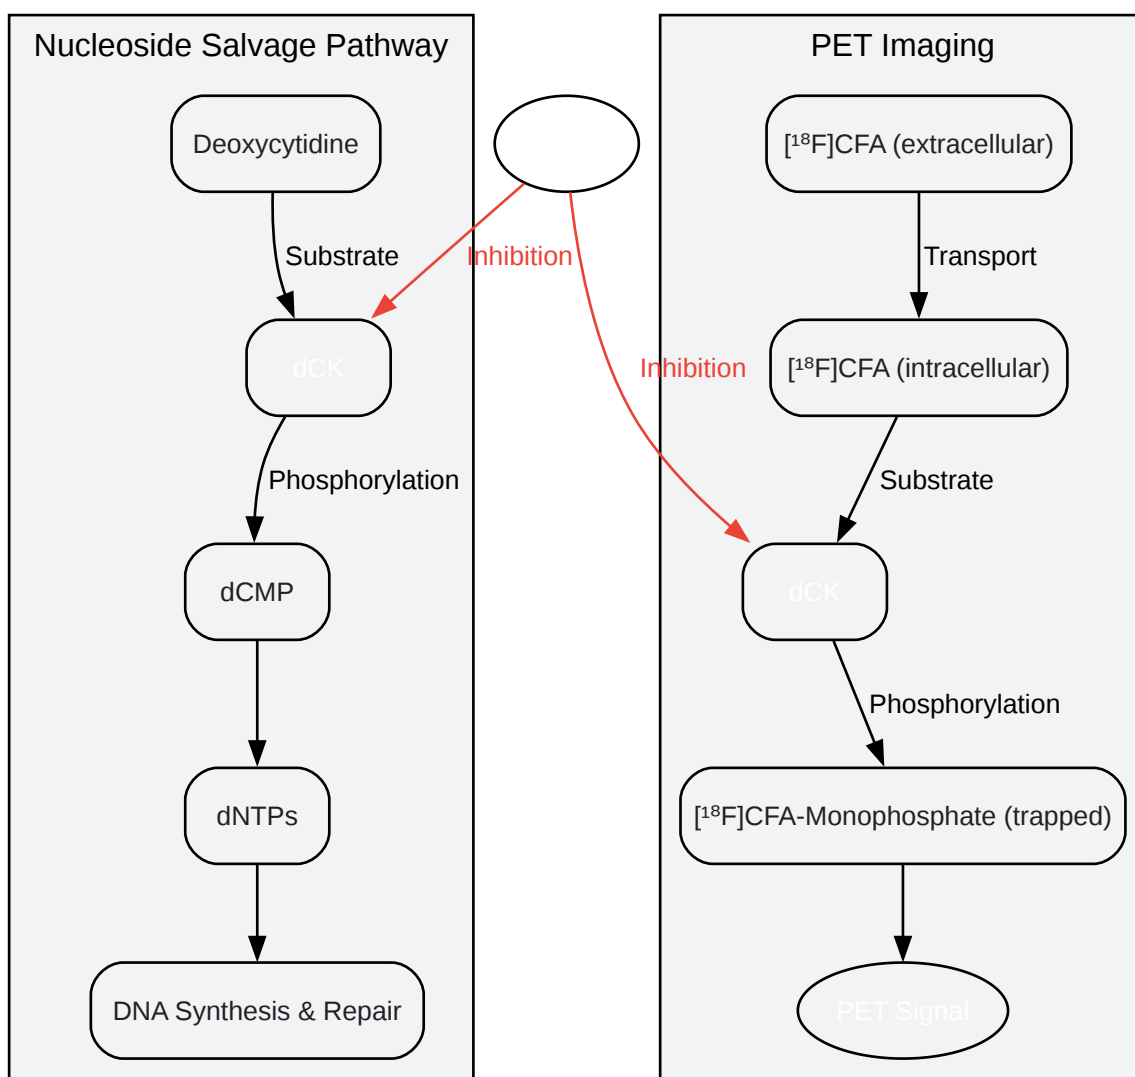 Nucleoside Salvage Pathway
Deoxycytidine
Substrate
dCK
Phosphorylation
dCMP
dNTPs
DNA Synthesis & Repair
Inhibition
Inhibition
PET Imaging
[¹⁸F]CFA (extracellular)
Transport
[¹⁸F]CFA (intracellular)
Substrate
dCK
Phosphorylation
[¹⁸F]CFA-Monophosphate (trapped)
PET Signal